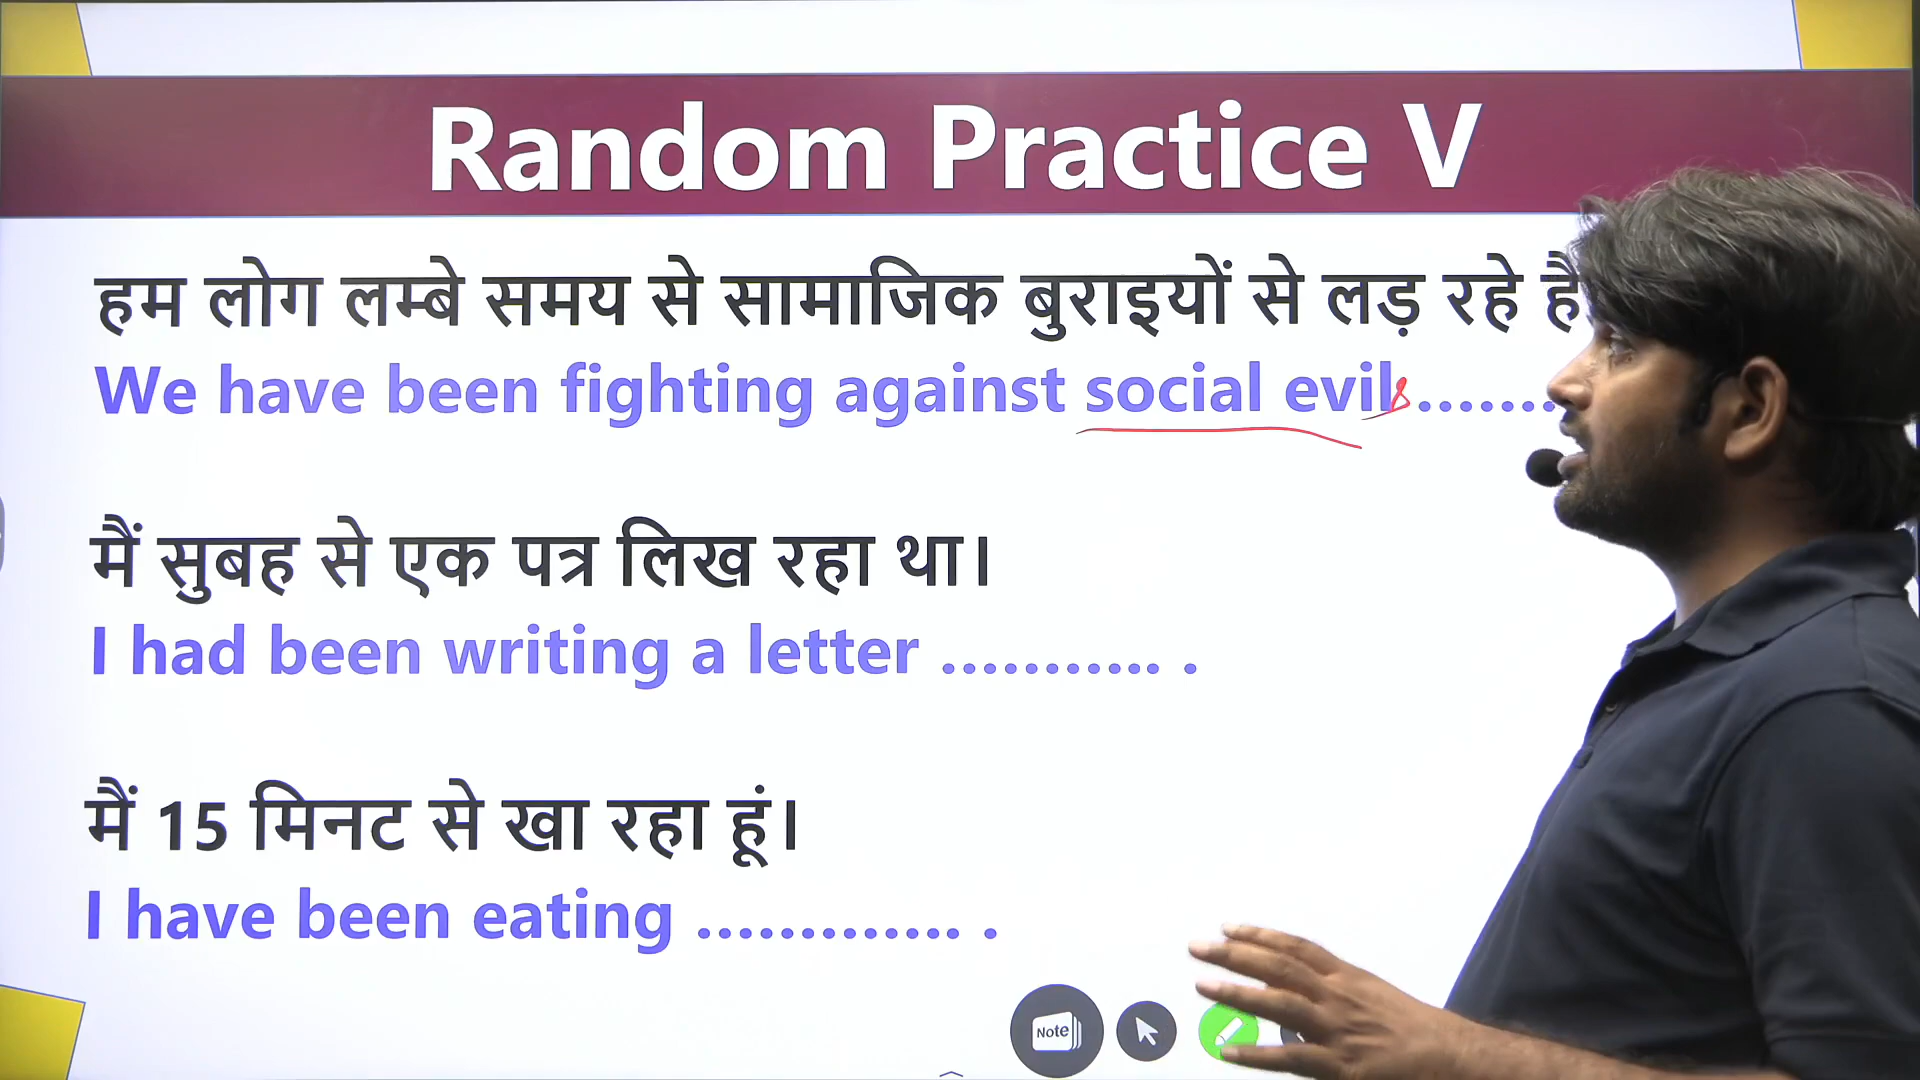 Random Practice V
हम लोग लम्बे समय से सामाजिक बुराइयों से लड़ रहे हैं
We have been fighting against social evils.......
मैं सुबह से एक पत्र लिख रहा था।
I had been writing a letter ........... .
मैं 15 मिनट से खा रहा हूं।
I have been eating ............. .
Note